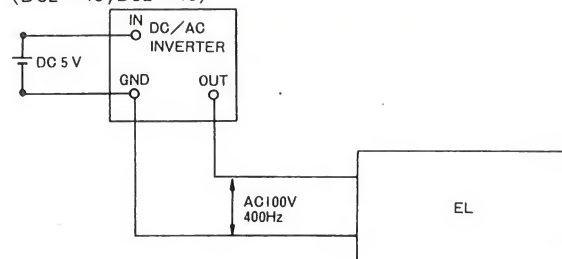 IN
DC/AC
INVERTER
DC 5 V
GND
OUT
AC100V
400Hz
EL